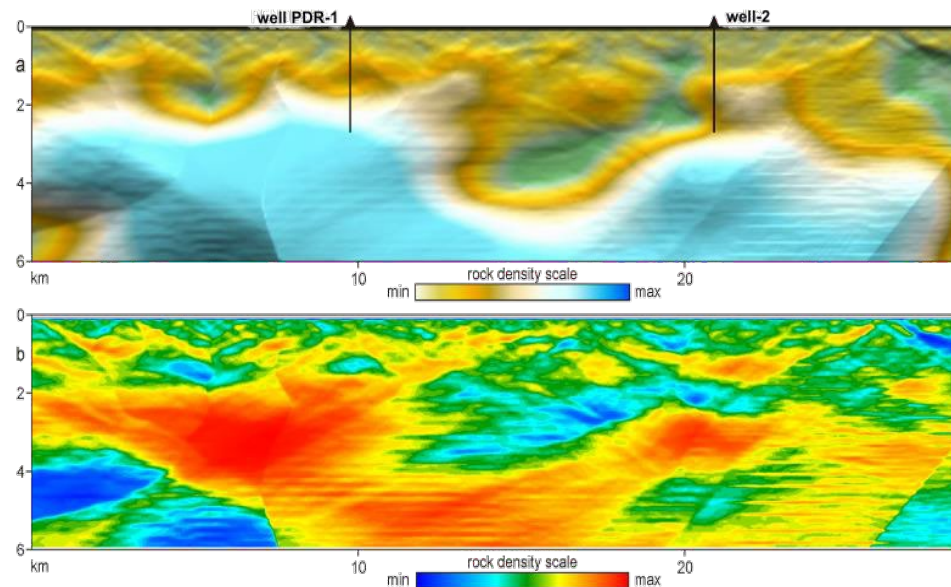 well PDR-1
well-2
0
a
2
4
6
km
10
20
rock density scale
min
max
0
b
2
4
6
km
10
20
rock density scale
min
max